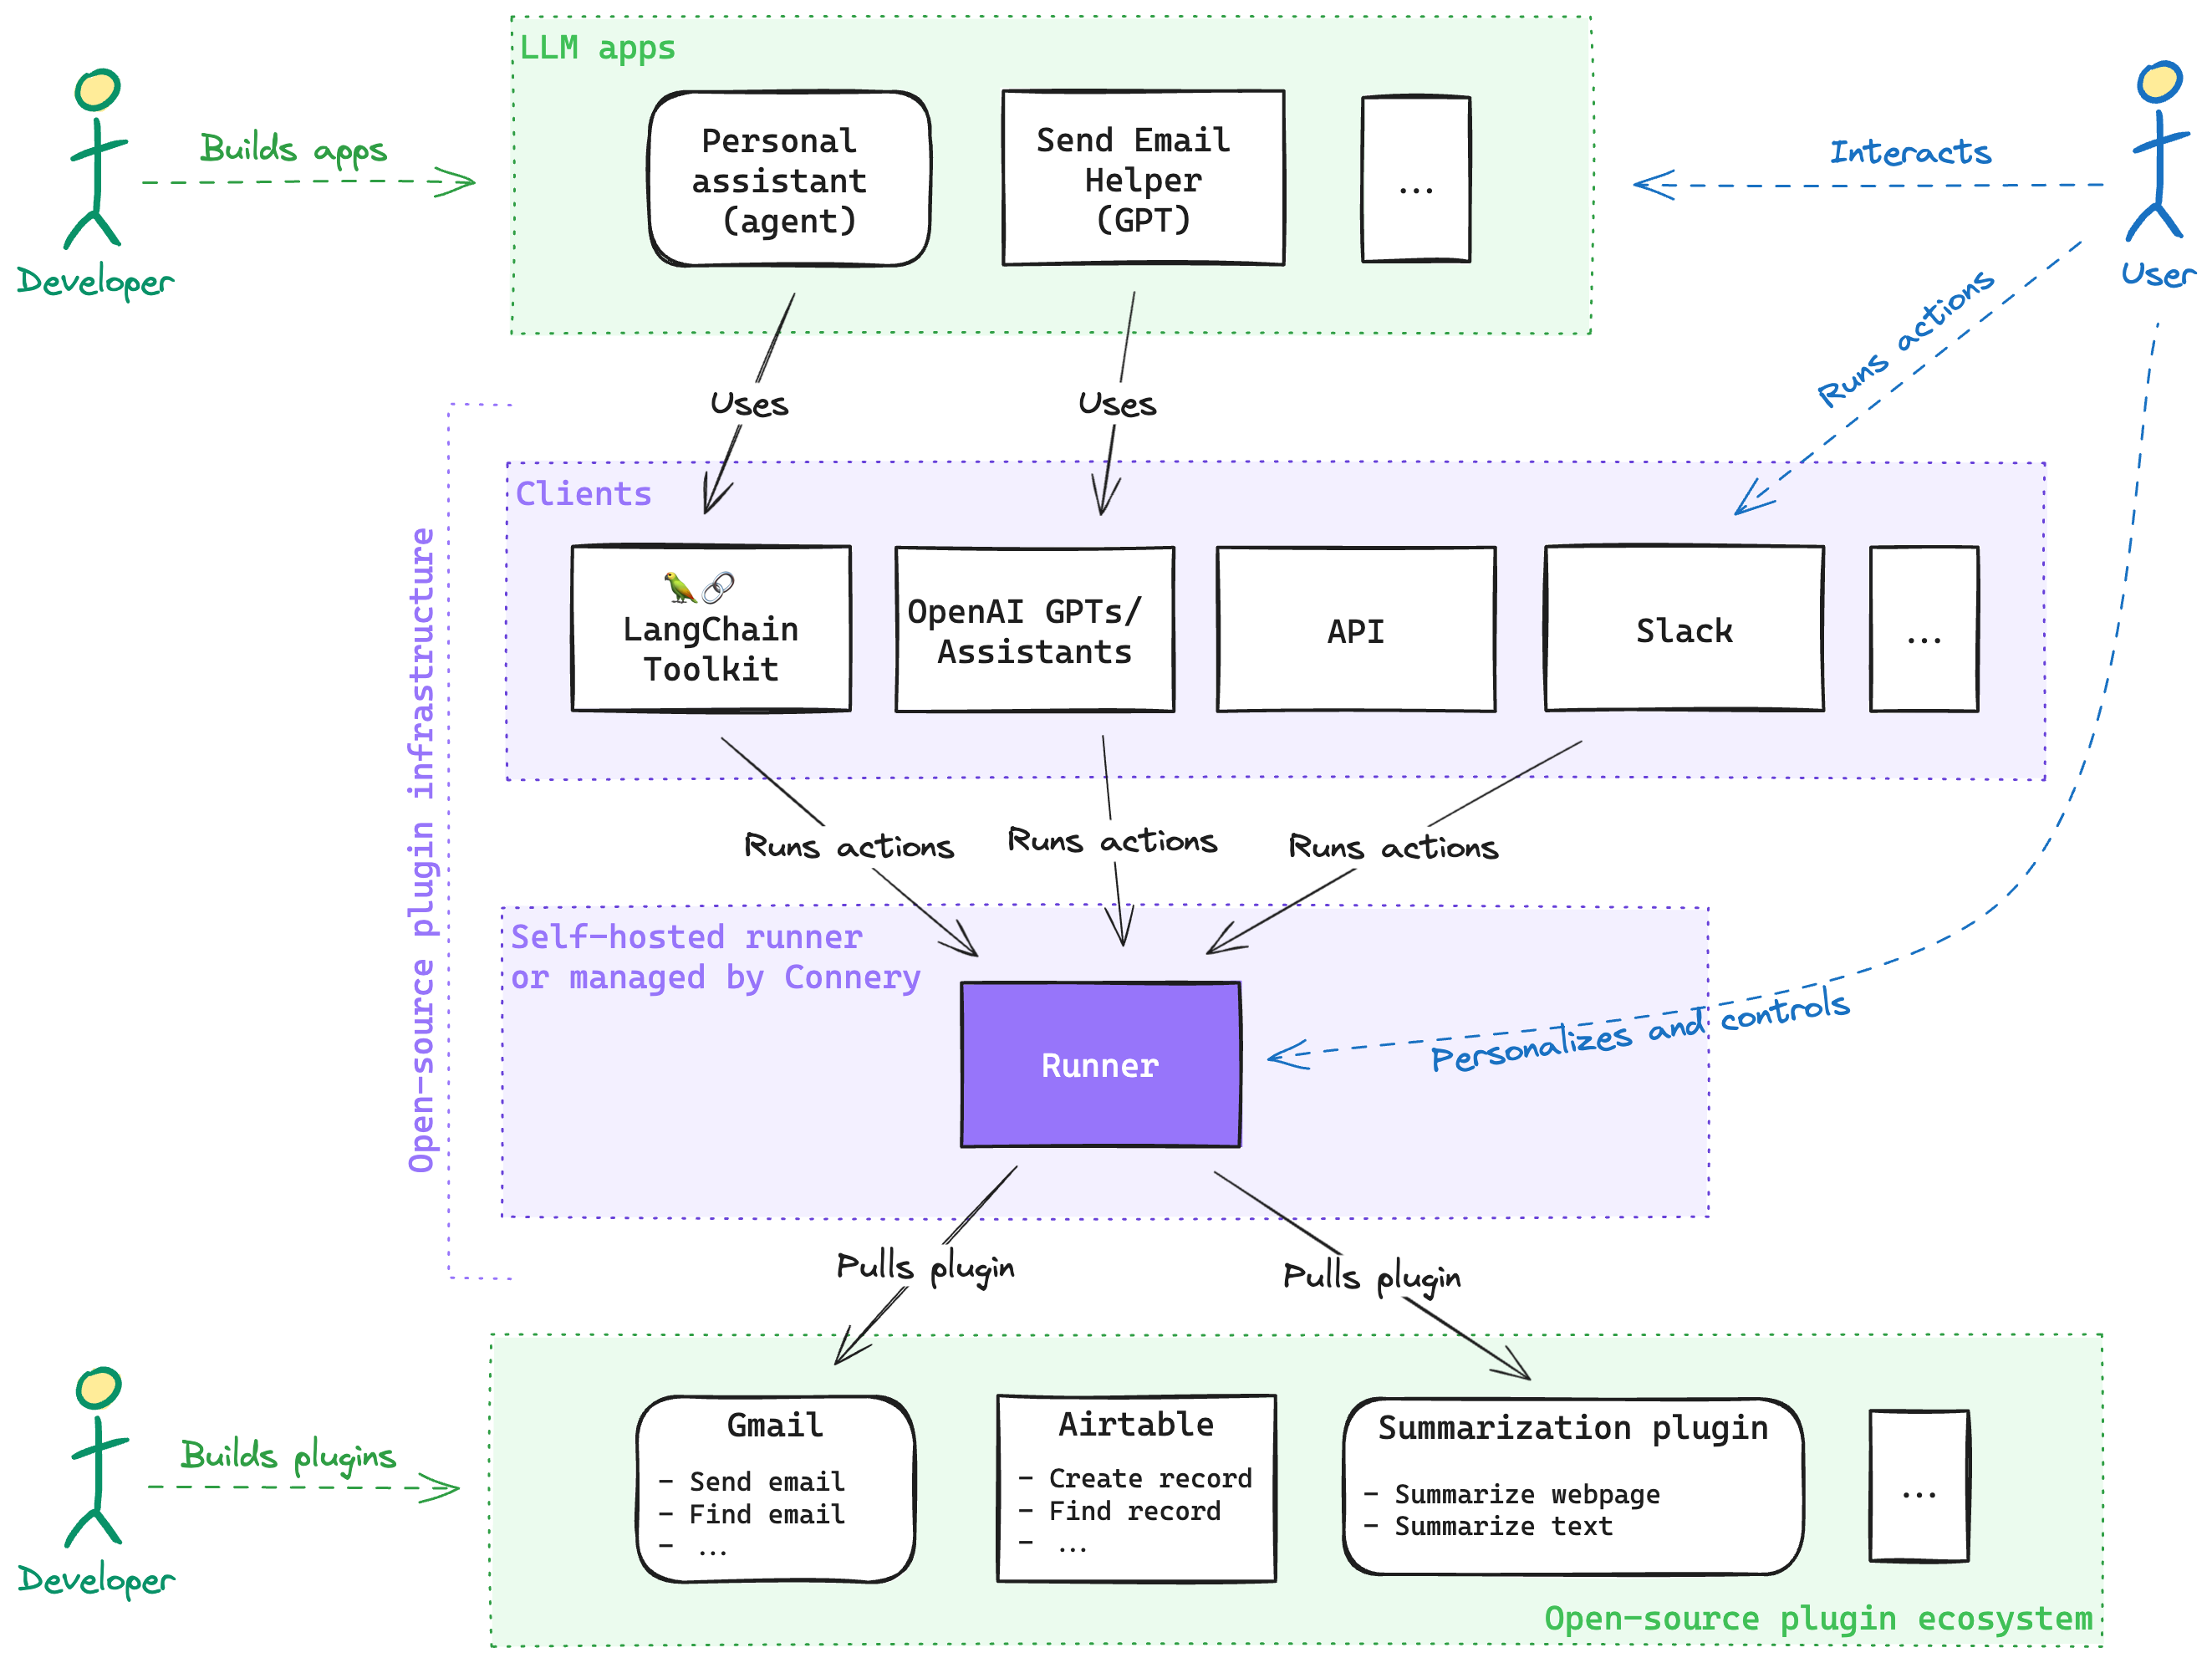 LLM apps
Personal
assistant
(agent)
Send Email
Helper
(GPT)
...
Builds apps
Developer
Interacts
User
Runs actions
Uses
Uses
Open-source plugin infrastructure
Clients
LangChain
Toolkit
OpenAI GPTs/
Assistants
API
Slack
...
Runs actions
Runs actions
Runs actions
Self-hosted runner
or managed by Connery
Runner
Personalizes and controls
Pulls plugin
Pulls plugin
Builds plugins
Developer
Gmail
- Send email
- Find email
- ...
Airtable
- Create record
- Find record
- ...
Summarization plugin
- Summarize webpage
- Summarize text
...
Open-source plugin ecosystem